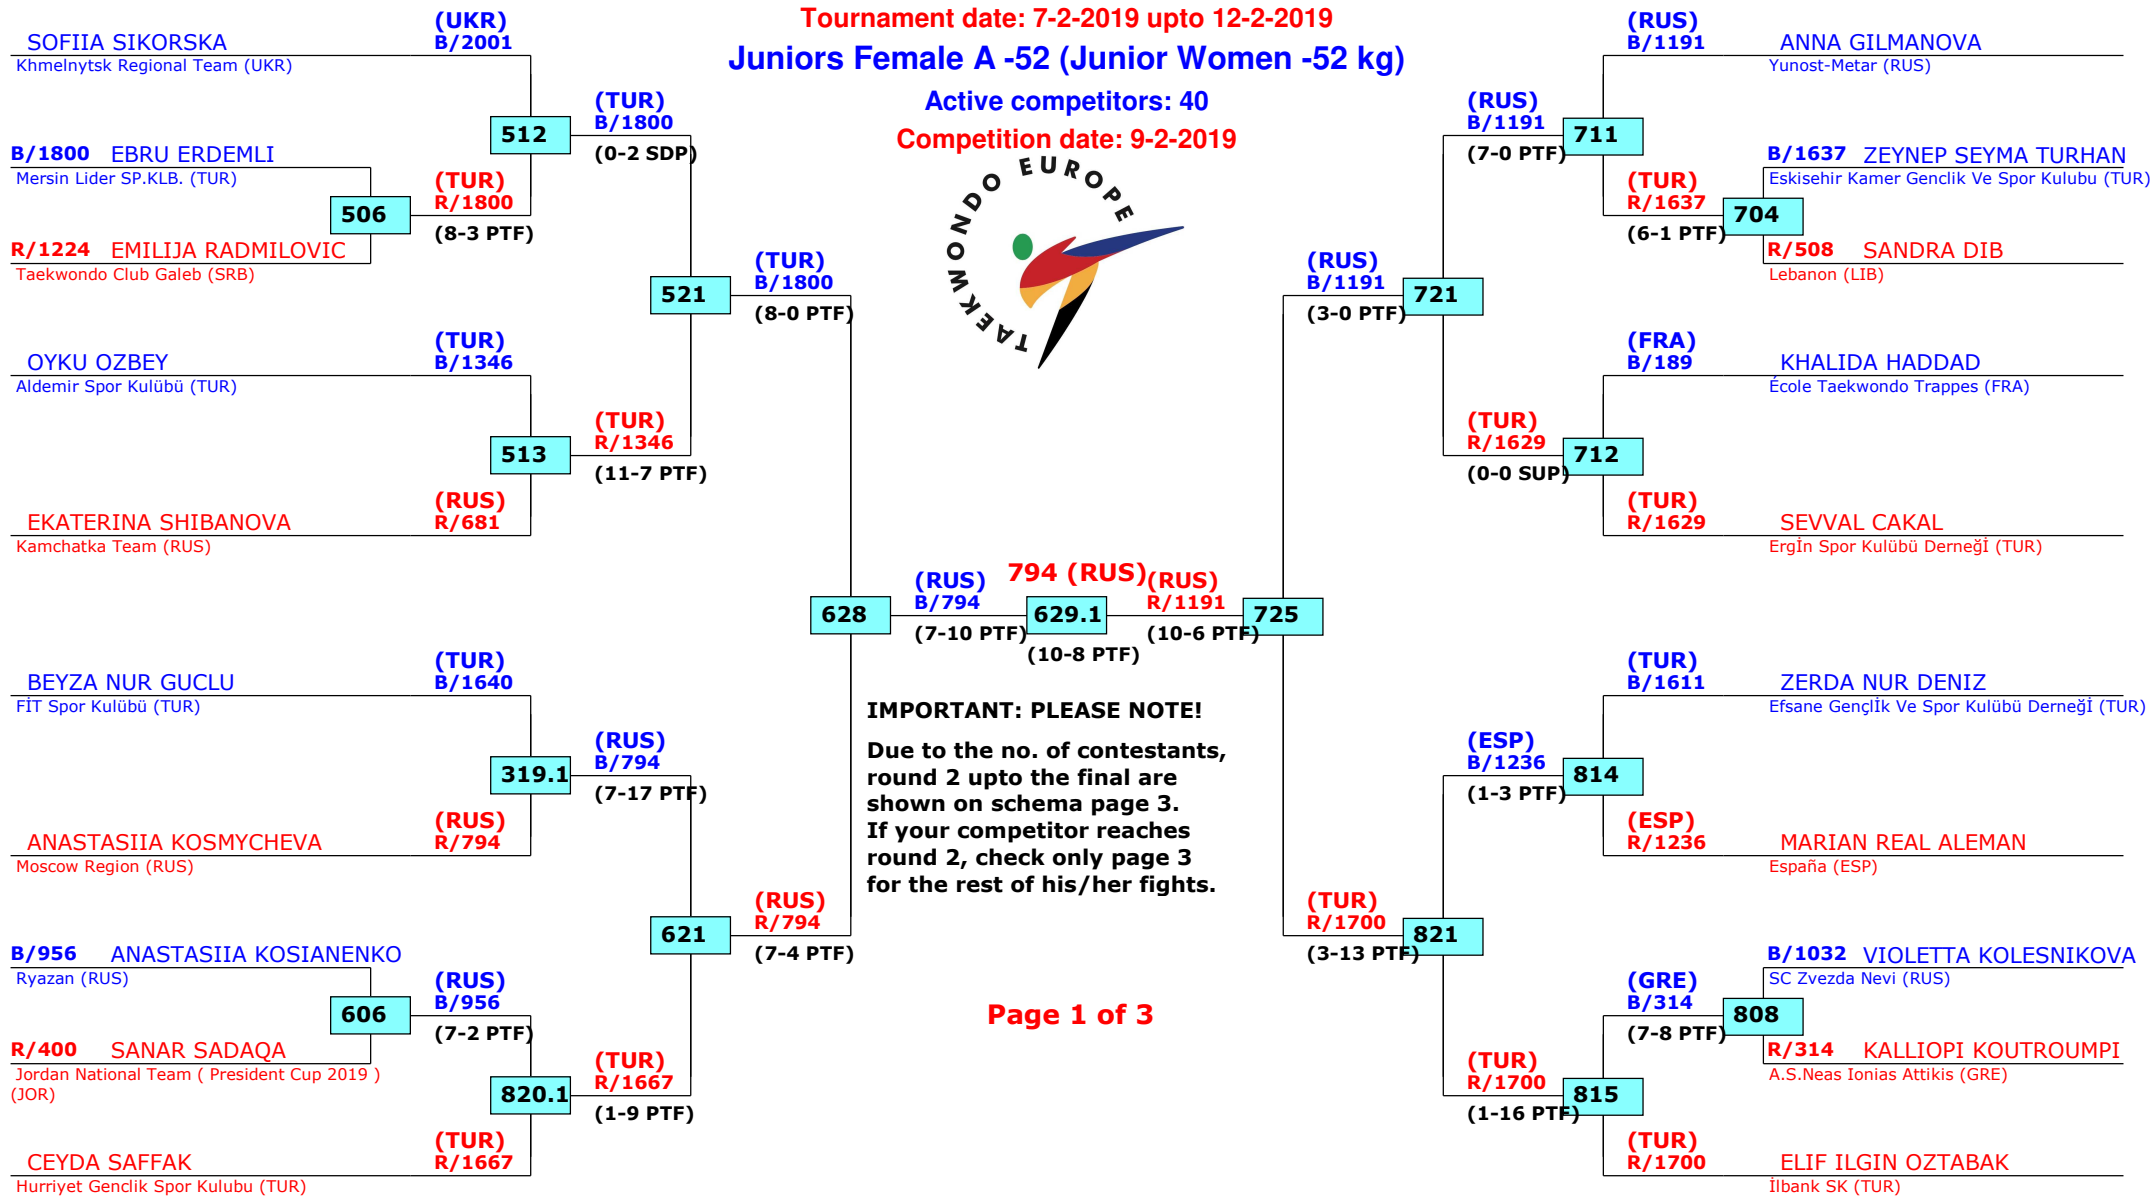 Tournament date: 7-2-2019 upto 12-2-2019
Juniors Female A -52 (Junior Women -52 kg)
Active competitors: 40
Competition date: 9-2-2019
TAEKWONDO EUROPE
(UKR)
SOFIIA SIKORSKA B/2001
Khmelnytsk Regional Team (UKR)
512
(TUR)
B/1800
(0-2 SDP)
B/1800 EBRU ERDEMLI
Mersin Lider SP.KLB. (TUR)
506
(TUR)
R/1800
(8-3 PTF)
R/1224 EMILIJA RADMILOVIC
Taekwondo Club Galeb (SRB)
521
(TUR)
B/1800
(8-0 PTF)
(TUR)
OYKU OZBEY B/1346
Aldemir Spor Kulübü (TUR)
513
(TUR)
R/1346
(11-7 PTF)
(RUS)
EKATERINA SHIBANOVA R/681
Kamchatka Team (RUS)
628
(RUS)
B/794
(7-10 PTF)
794 (RUS)
629.1
(10-8 PTF)
(RUS)
R/1191
(10-6 PTF)
725
(TUR)
BEYZA NUR GUCLU B/1640
FİT Spor Kulübü (TUR)
319.1
(RUS)
B/794
(7-17 PTF)
(RUS)
ANASTASIIA KOSMYCHEVA R/794
Moscow Region (RUS)
621
(RUS)
R/794
(7-4 PTF)
B/956 ANASTASIIA KOSIANENKO
Ryazan (RUS)
606
(RUS)
B/956
(7-2 PTF)
R/400 SANAR SADAQA
Jordan National Team ( President Cup 2019 )
(JOR)
820.1
(TUR)
R/1667
(1-9 PTF)
(TUR)
CEYDA SAFFAK R/1667
Hurriyet Genclik Spor Kulubu (TUR)
IMPORTANT: PLEASE NOTE!
Due to the no. of contestants,
round 2 upto the final are
shown on schema page 3.
If your competitor reaches
round 2, check only page 3
for the rest of his/her fights.
Page 1 of 3
(RUS)
B/1191 ANNA GILMANOVA
Yunost-Metar (RUS)
(RUS)
B/1191
(7-0 PTF)
711
B/1637 ZEYNEP SEYMA TURHAN
Eskisehir Kamer Genclik Ve Spor Kulubu (TUR)
(TUR)
R/1637
(6-1 PTF)
704
R/508 SANDRA DIB
Lebanon (LIB)
(RUS)
B/1191
(3-0 PTF)
721
(FRA)
B/189 KHALIDA HADDAD
École Taekwondo Trappes (FRA)
(TUR)
R/1629
(0-0 SUP)
712
(TUR)
R/1629 SEVVAL CAKAL
Ergİn Spor Kulübü Derneğİ (TUR)
(TUR)
B/1611 ZERDA NUR DENIZ
Efsane Gençlİk Ve Spor Kulübü Derneğİ (TUR)
(ESP)
B/1236
(1-3 PTF)
814
(ESP)
R/1236 MARIAN REAL ALEMAN
España (ESP)
(TUR)
R/1700
(3-13 PTF)
821
B/1032 VIOLETTA KOLESNIKOVA
SC Zvezda Nevi (RUS)
(GRE)
B/314
(7-8 PTF)
808
R/314 KALLIOPI KOUTROUMPI
A.S.Neas Ionias Attikis (GRE)
(TUR)
R/1700
(1-16 PTF)
815
(TUR)
R/1700 ELIF ILGIN OZTABAK
İlbank SK (TUR)